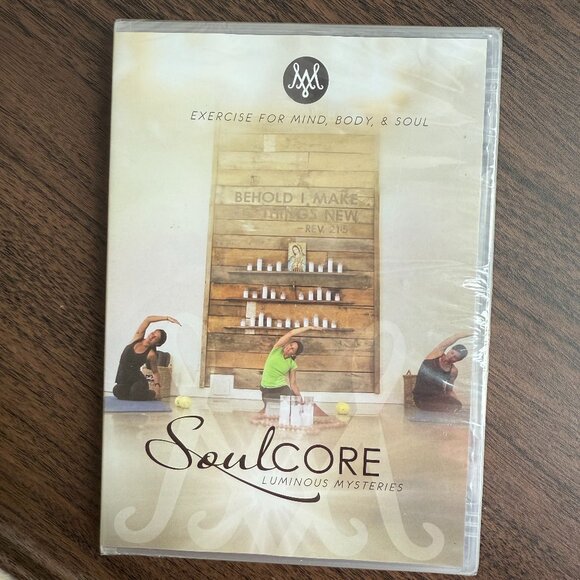 EXERCISE FOR MIND, BODY, & SOUL
BEHOLD I MAKE
THINGS NEW
REV. 21:5
SoulCORE
LUMINOUS MYSTERIES